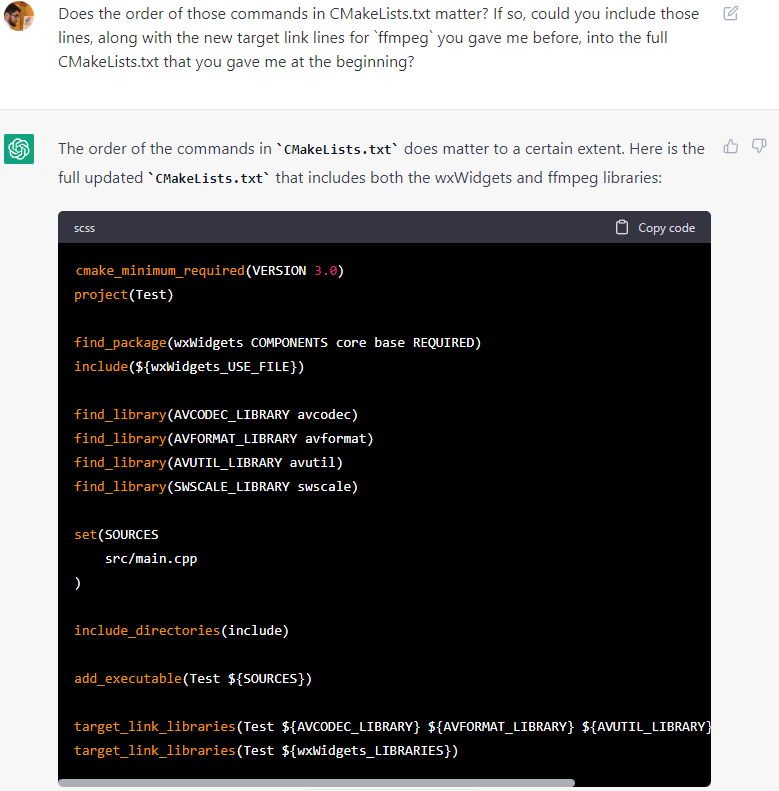 Does the order of those commands in CMakeLists.txt matter? If so, could you include those
lines, along with the new target link lines for `ffmpeg` you gave me before, into the full
CMakeLists.txt that you gave me at the beginning?
The order of the commands in `CMakeLists.txt` does matter to a certain extent. Here is the
full updated `CMakeLists.txt` that includes both the wxWidgets and ffmpeg libraries:
scss
Copy code
cmake_minimum_required(VERSION 3.0)
project(Test)
find_package(wxWidgets COMPONENTS core base REQUIRED)
include(${wxWidgets_USE_FILE})
find_library(AVCODEC_LIBRARY avcodec)
find_library(AVFORMAT_LIBRARY avformat)
find_library(AVUTIL_LIBRARY avutil)
find_library(SWSCALE_LIBRARY swscale)
set(SOURCES
    src/main.cpp
)
include_directories(include)
add_executable(Test ${SOURCES})
target_link_libraries(Test ${AVCODEC_LIBRARY} ${AVFORMAT_LIBRARY} ${AVUTIL_LIBRARY}
target_link_libraries(Test ${wxWidgets_LIBRARIES})